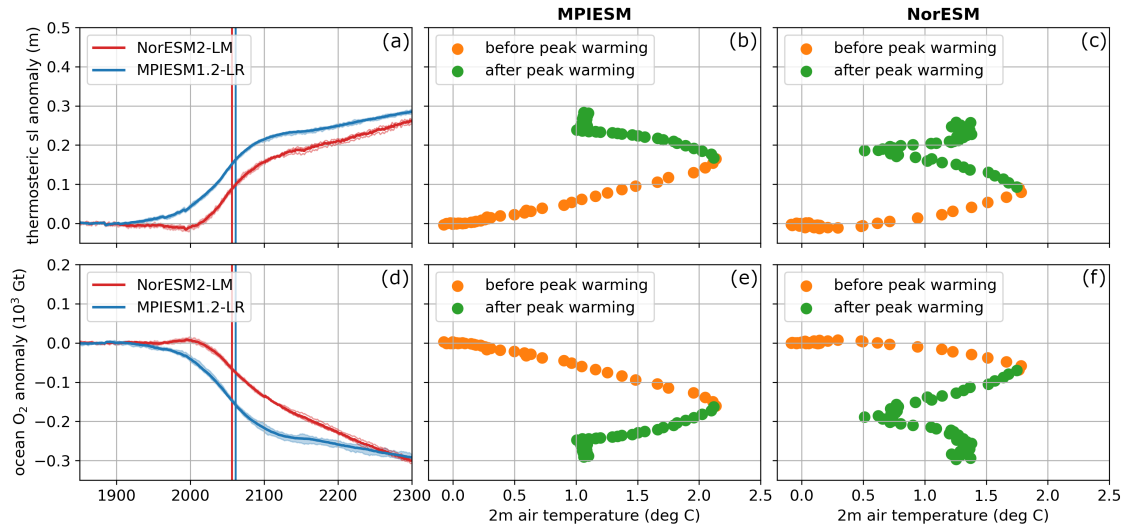 MPIESM
NorESM
thermosteric sl anomaly (m)
0.5
0.4
0.3
0.2
0.1
0.0
NorESM2-LM
MPIESM1.2-LR
(a)
before peak warming
after peak warming
(b)
before peak warming
after peak warming
(c)
ocean O₂ anomaly (10³ Gt)
0.2
0.1
0.0
−0.1
−0.2
−0.3
NorESM2-LM
MPIESM1.2-LR
(d)
before peak warming
after peak warming
(e)
before peak warming
after peak warming
(f)
1900 2000 2100 2200 2300
0.0 0.5 1.0 1.5 2.0 2.5
0.0 0.5 1.0 1.5 2.0 2.5
2m air temperature (deg C)
2m air temperature (deg C)